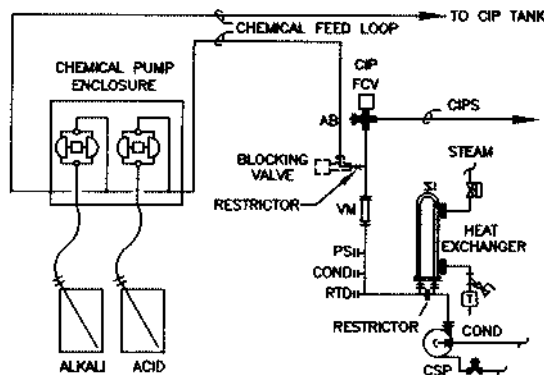 TO CIP TANK
CHEMICAL FEED LOOP
CHEMICAL PUMP
ENCLOSURE
CIP
FCV
AB
CIPS
BLOCKING
VALVE
STEAM
RESTRICTOR
VM
HEAT
EXCHANGER
PS
COND
RTD
T
RESTRICTOR
COND
ALKALI
ACID
CSP